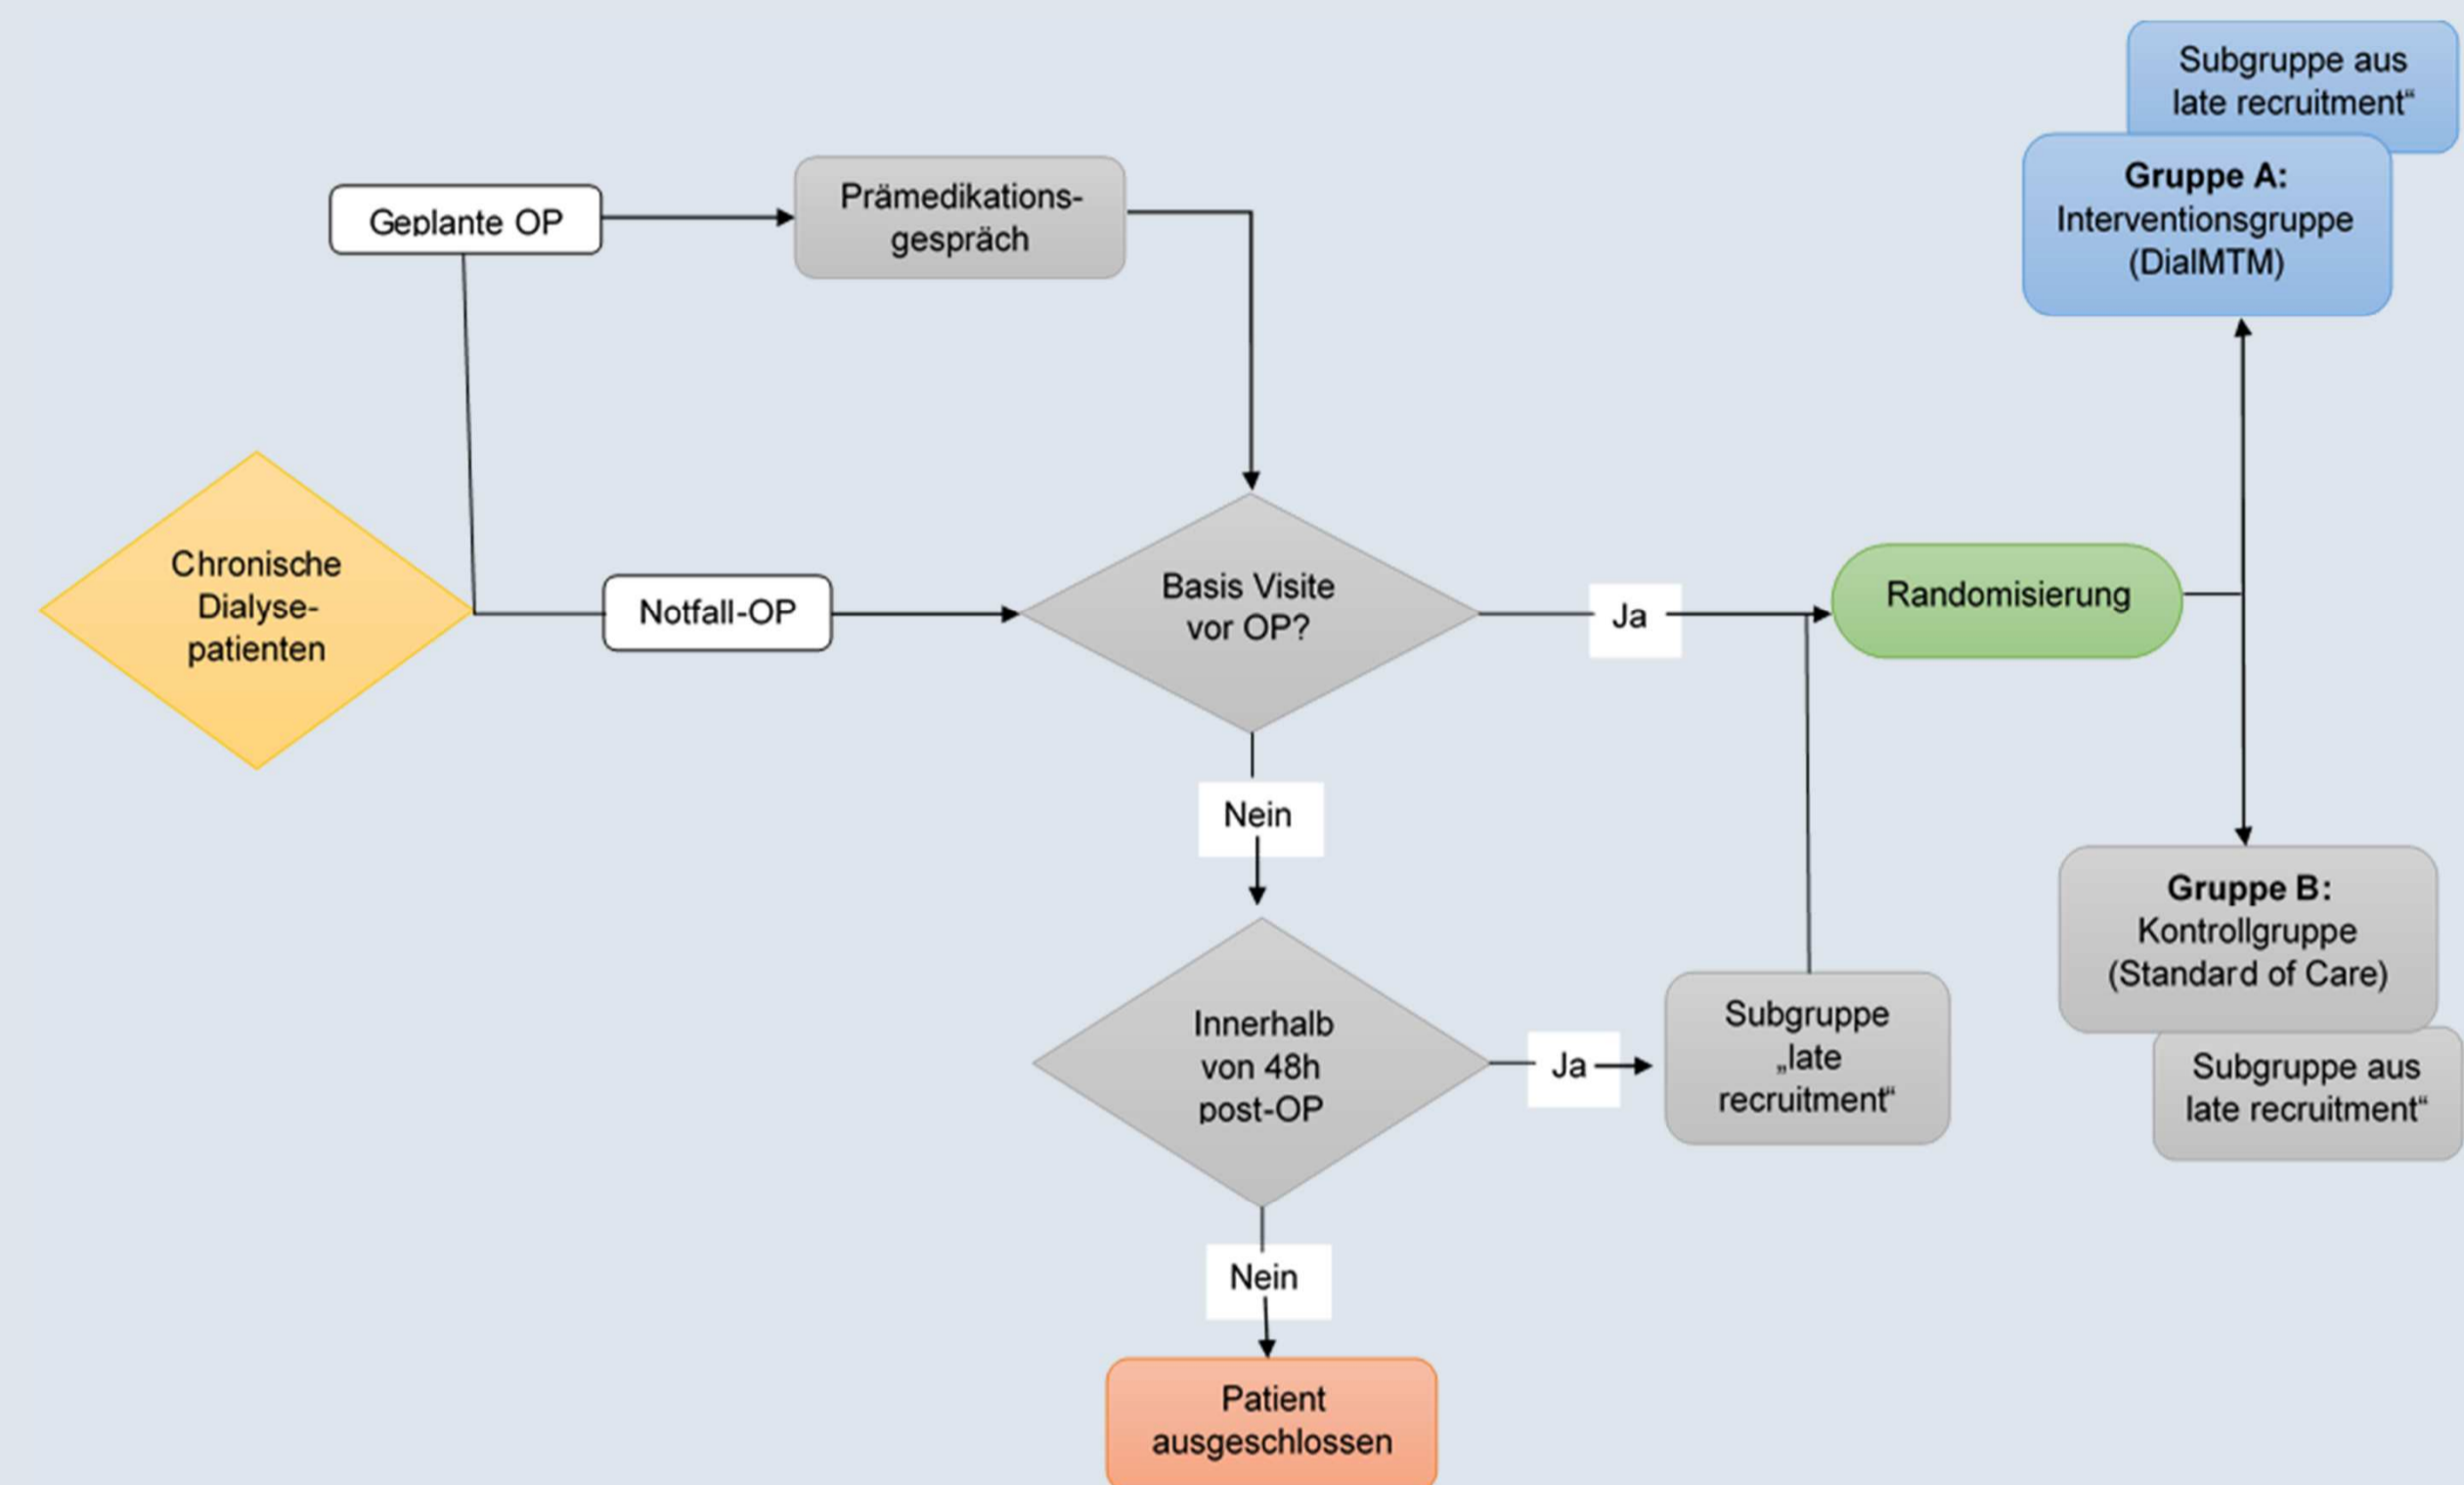 Subgruppe aus
late recruitment“
Gruppe A:
Interventionsgruppe
(DialMTM)
Geplante OP
Prämedikations-
gespräch
Chronische
Dialyse-
patienten
Notfall-OP
Basis Visite
vor OP?
Ja
Randomisierung
Nein
Gruppe B:
Kontrollgruppe
(Standard of Care)
Subgruppe aus
late recruitment“
Innerhalb
von 48h
post-OP
Ja
Subgruppe
„late
recruitment“
Nein
Patient
ausgeschlossen